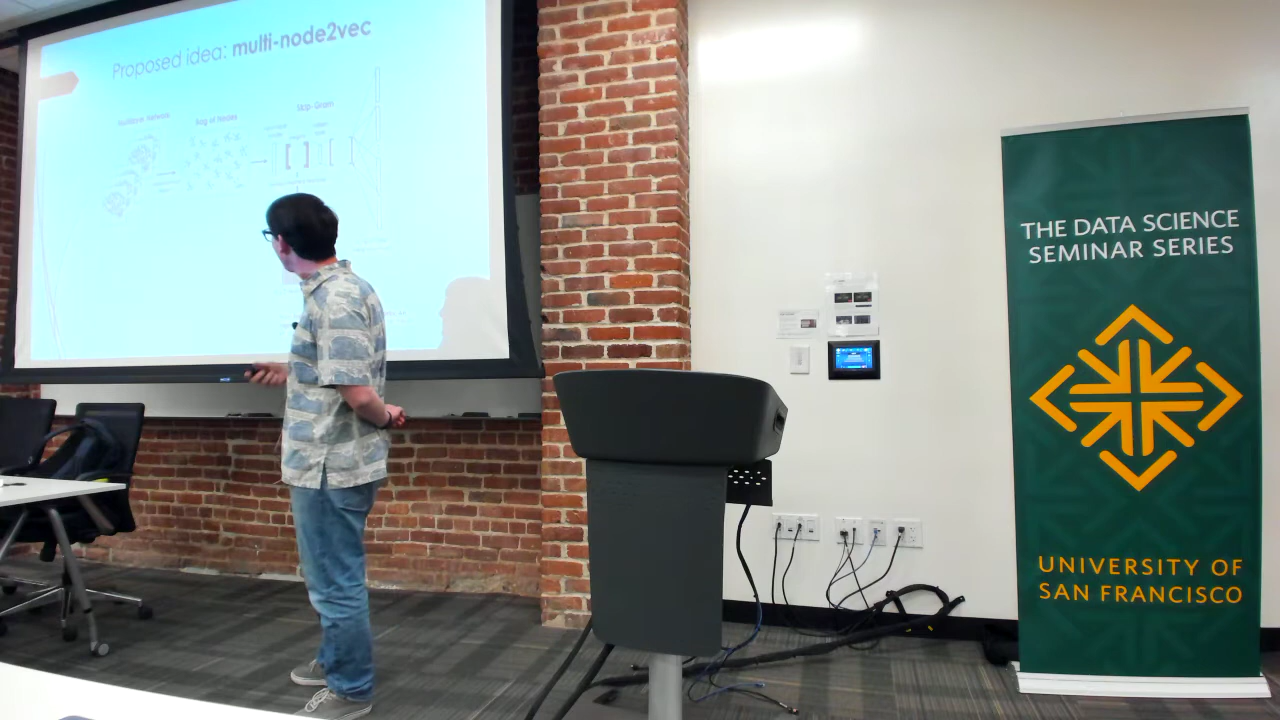 Proposed idea: multi-node2vec
Multilayer Network
Bag of Nodes
Skip-Gram
THE DATA SCIENCE
SEMINAR SERIES
UNIVERSITY OF
SAN FRANCISCO